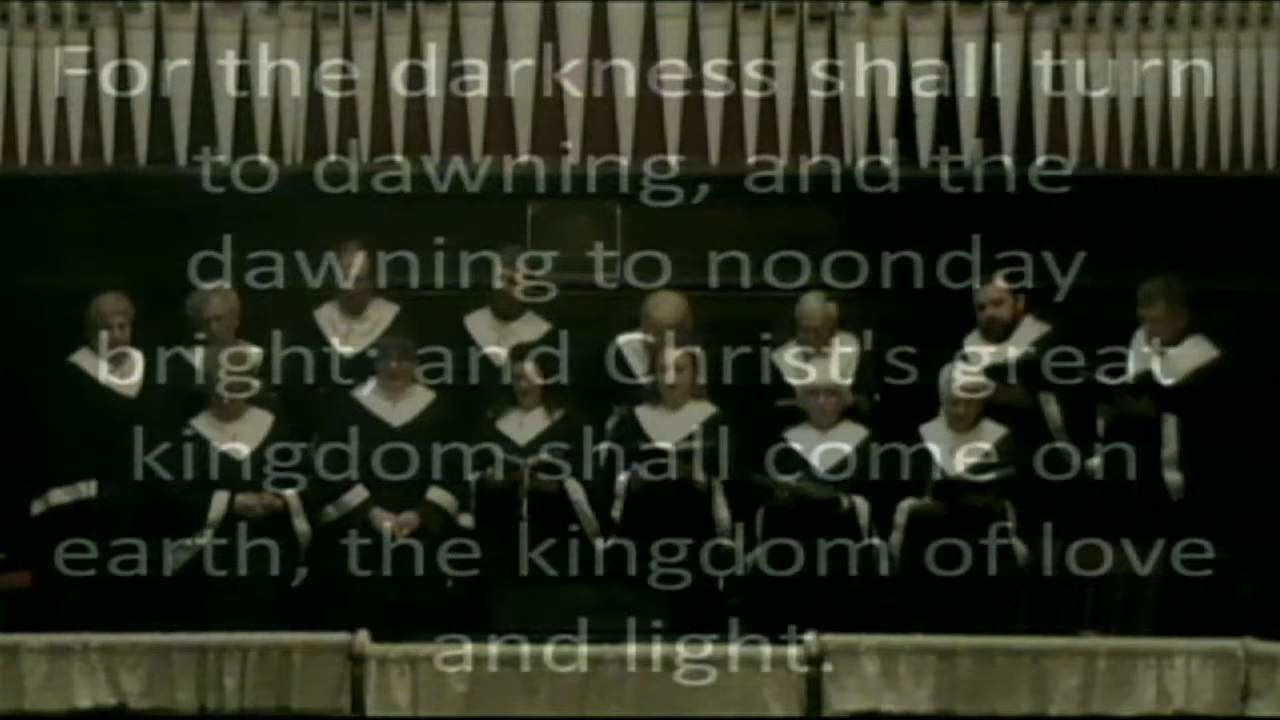 For the darkness shall turn
to dawning, and the
dawning to noonday
bright; and Christ's great
kingdom shall come on
earth, the kingdom of love
and light.